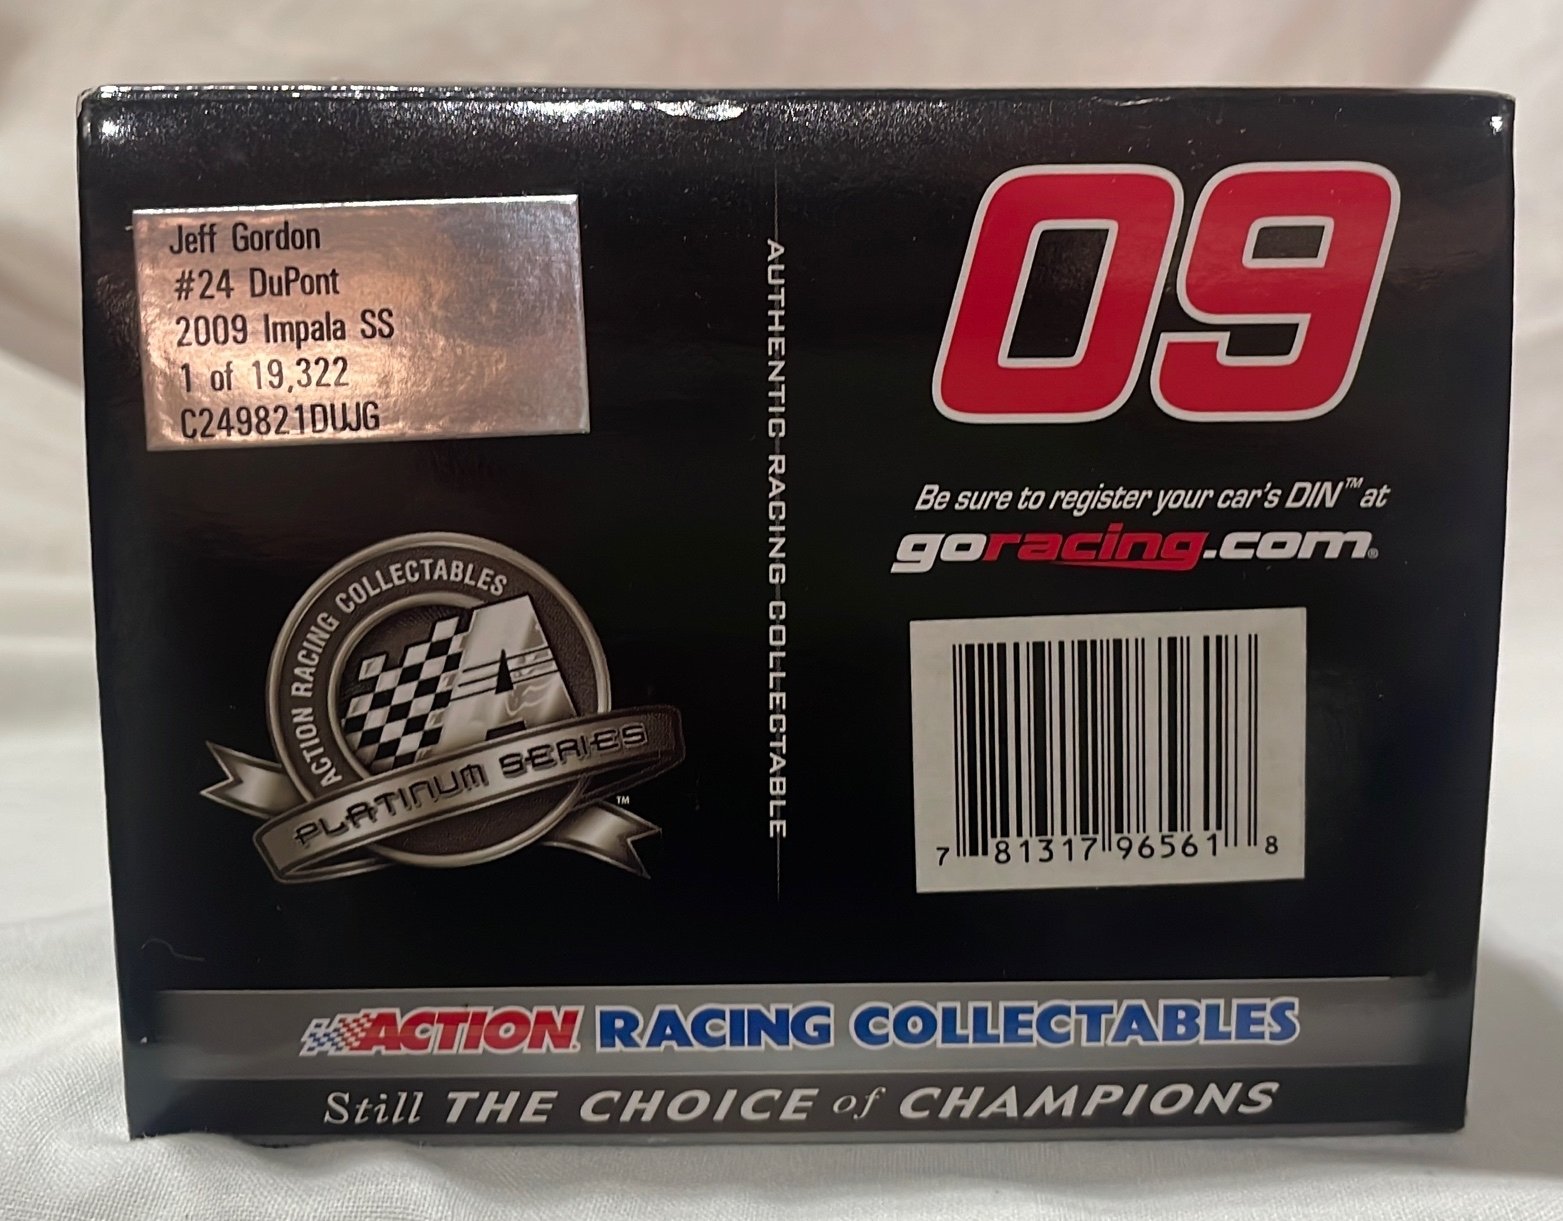 Jeff Gordon
#24 DuPont
2009 Impala SS
1 of 19,322
C249821DUJG
ACTION RACING COLLECTABLES
A
PLATINUM SERIES
™
AUTHENTIC RACING COLLECTABLE
09
Be sure to register your car's DIN™ at
goracing.com®
7 81317 96561 8
ACTION RACING COLLECTABLES
Still THE CHOICE of CHAMPIONS